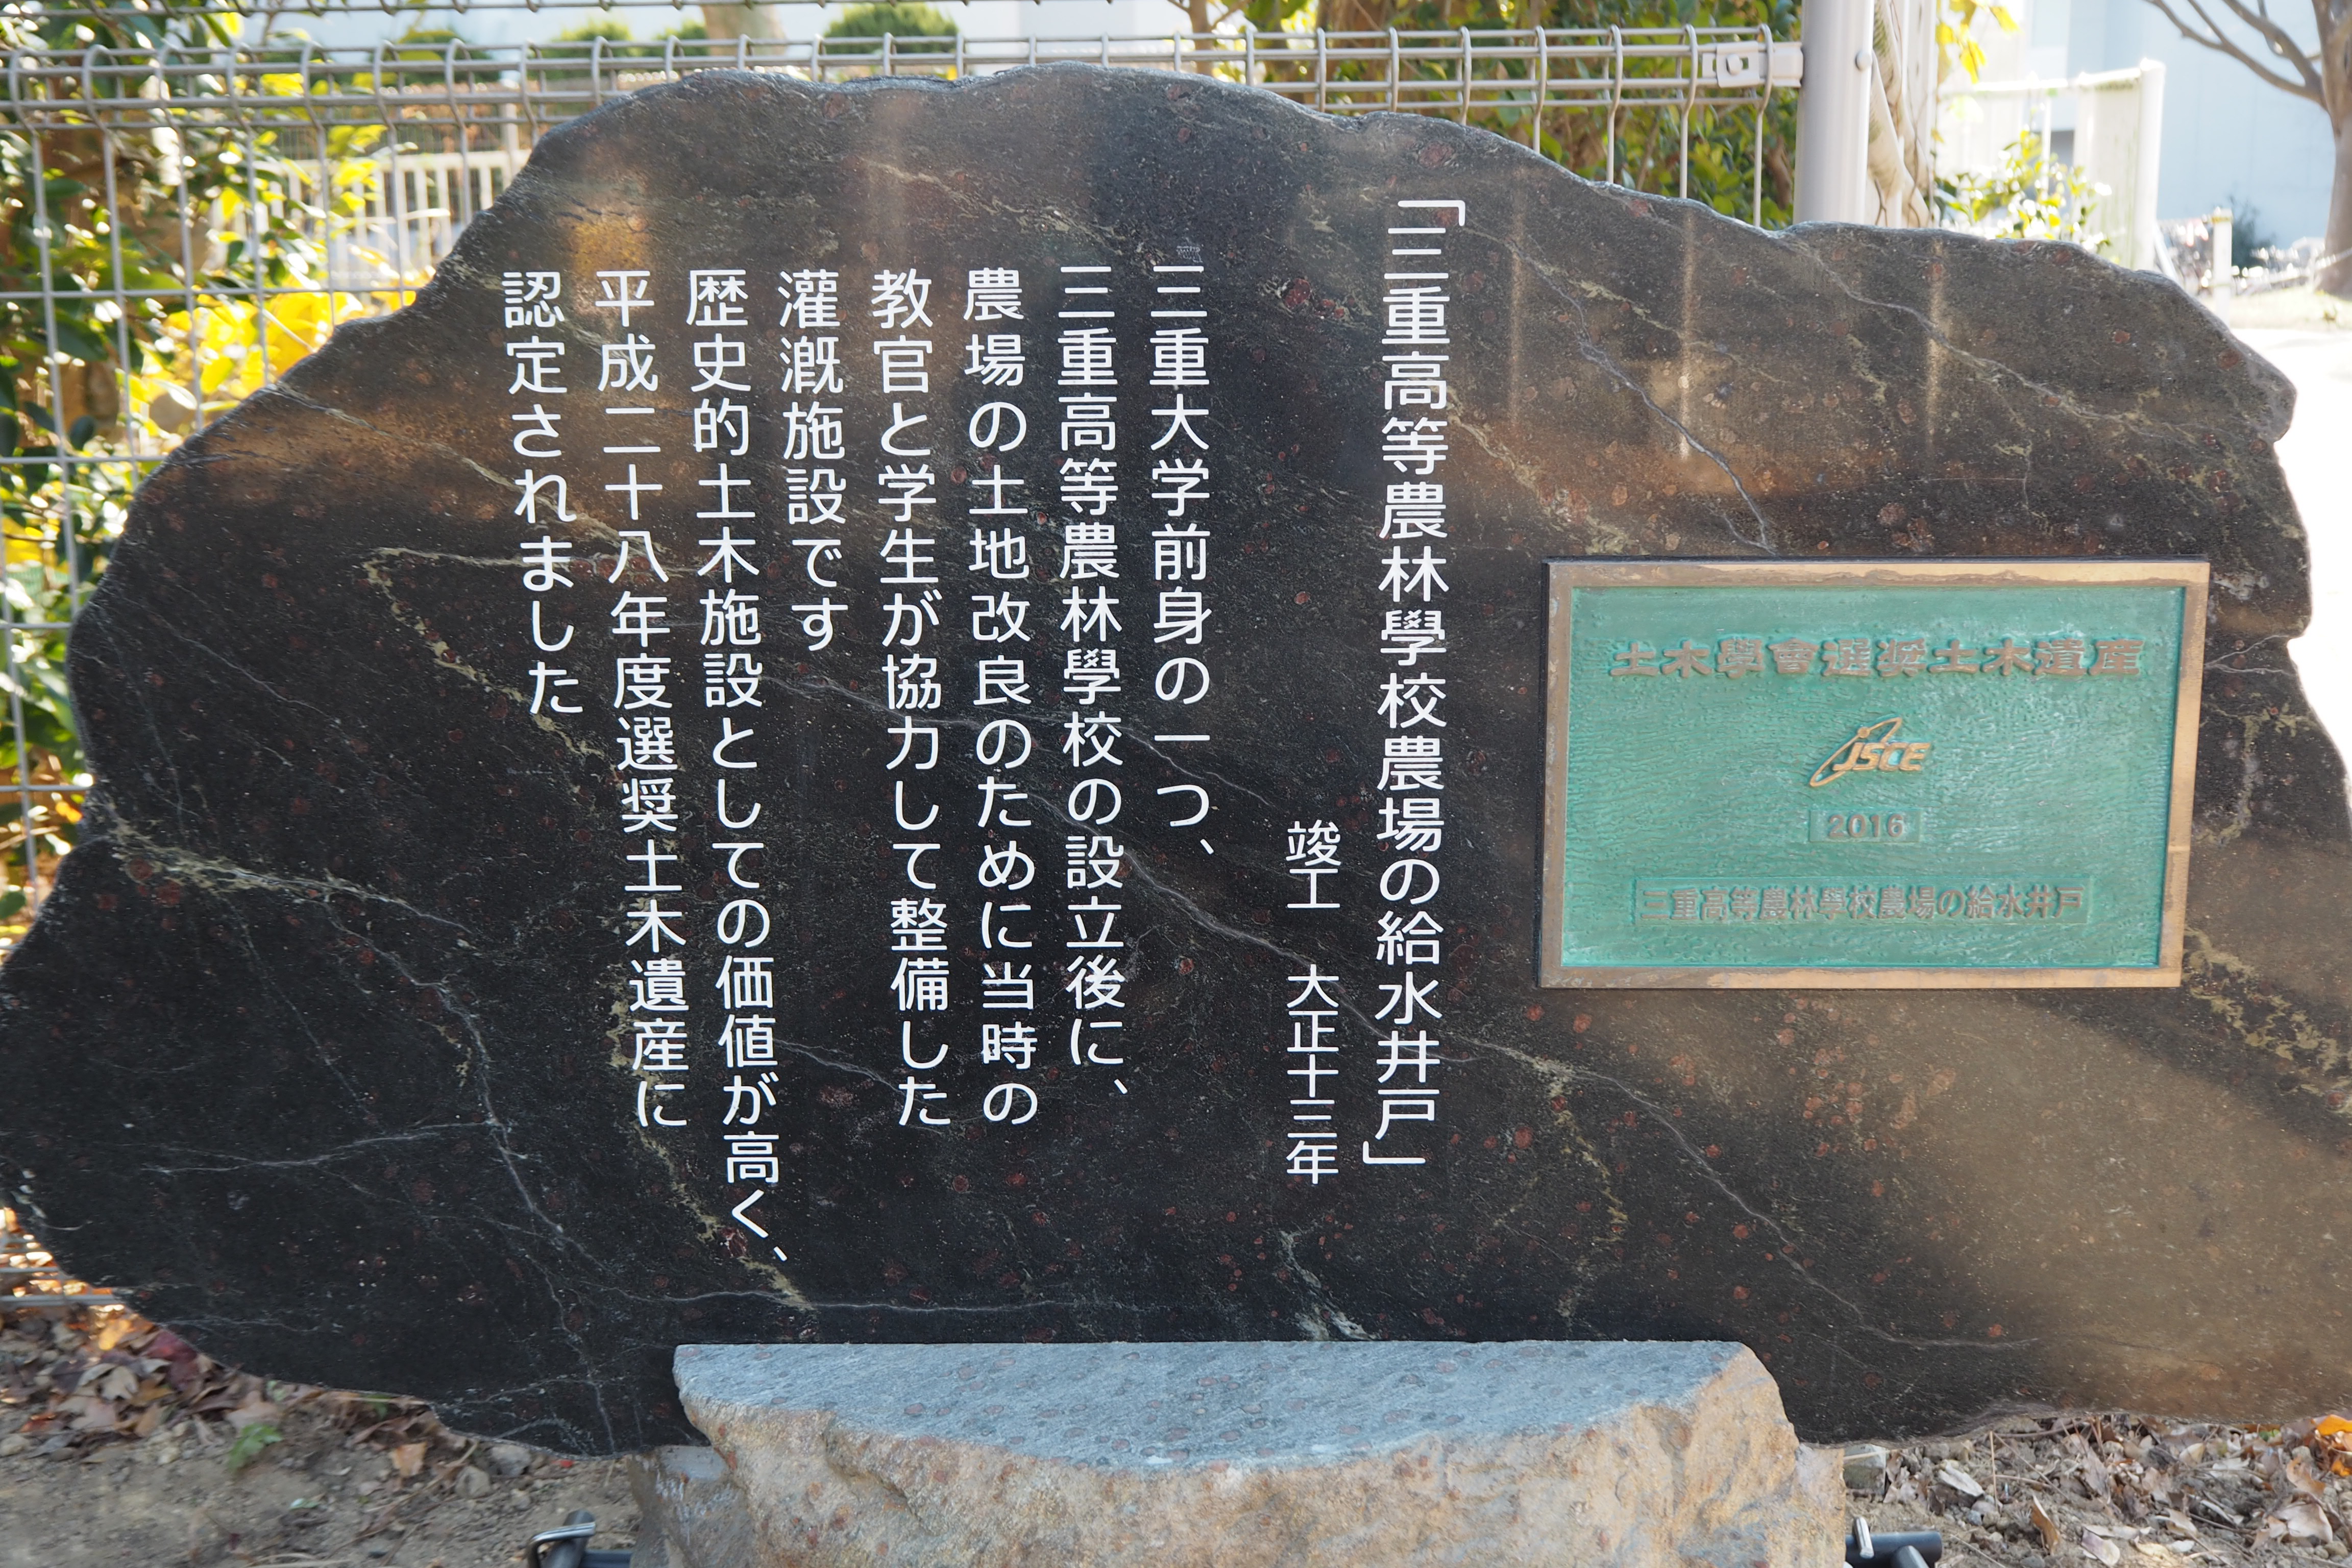 「三重高等農林學校農場の給水井戸」
竣工　大正十三年
三重大学前身の一つ、
三重高等農林學校の設立後に、
農場の土地改良のために当時の
教官と学生が協力して整備した
灌漑施設です
歴史的土木施設としての価値が高く、
平成二十八年度選奨土木遺産に
認定されました
土木學會選奨土木遺産
JSCE
2016
三重高等農林學校農場の給水井戸